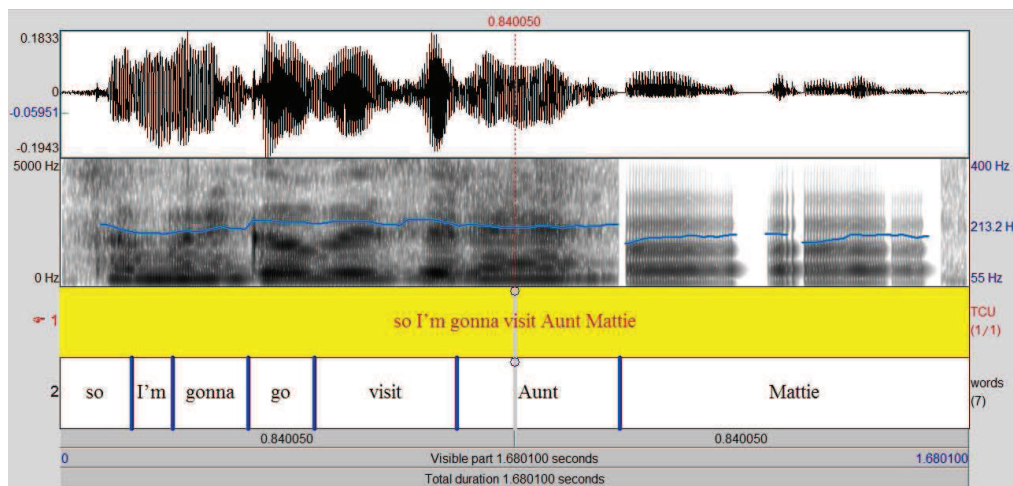 0.840050
0.1833
0
-0.05951
-0.1943
5000 Hz 400 Hz
213.2 H
0 Hz 55 Hz
1 so I'm gonna visit Aunt Mattie TCU
(1/1)
2 so I'm gonna go visit Aunt Mattie words
(7)
0.840050 0.840050
0 Visible part 1.680100 seconds 1.680100
Total duration 1.680100 seconds